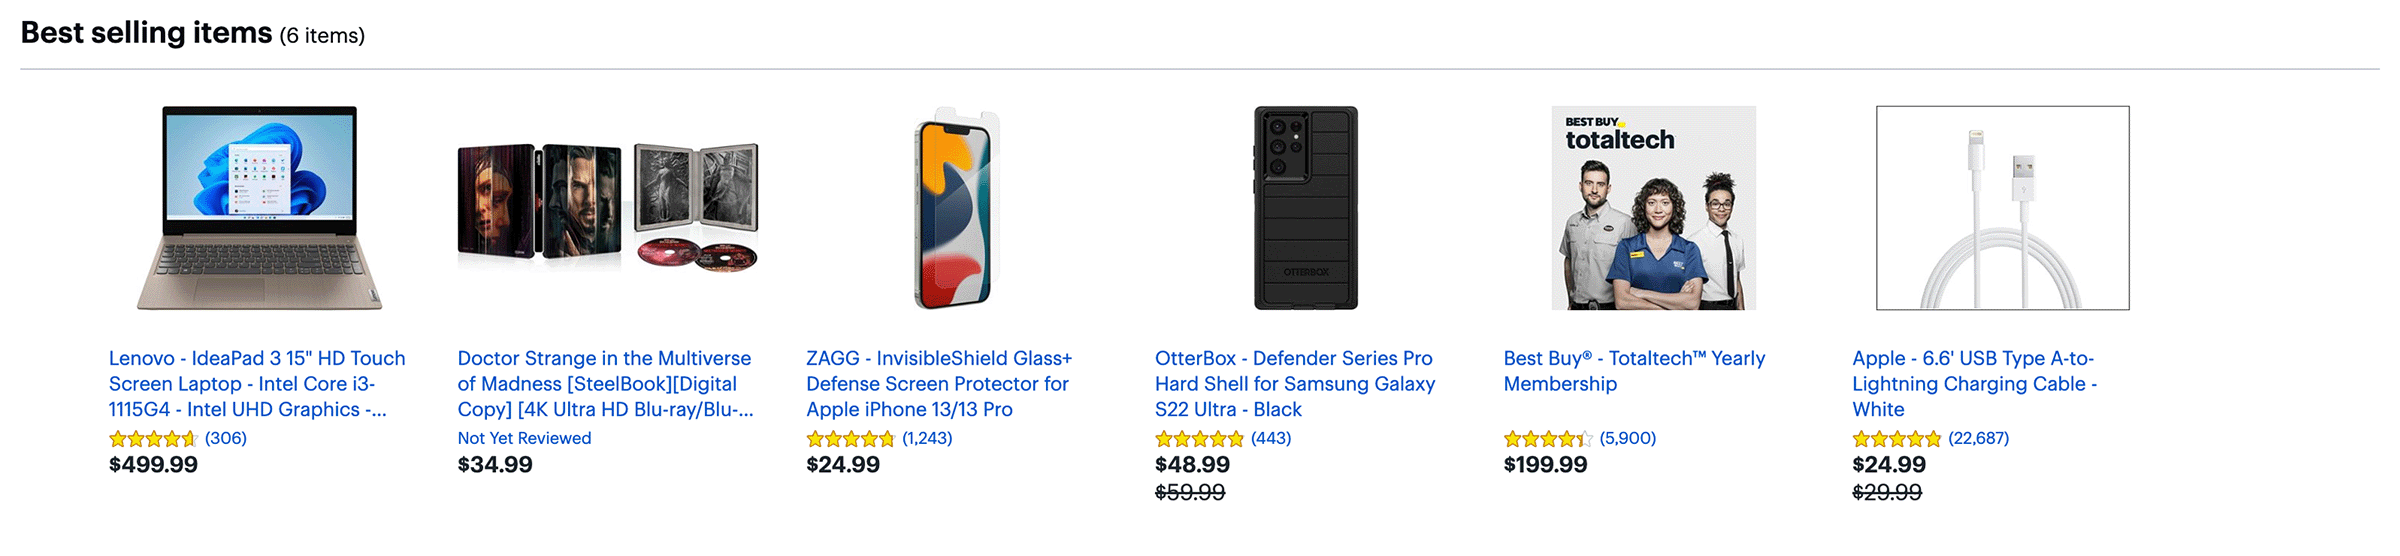 Best selling items (6 items)
BEST BUY
totaltech
OTTERBOX
Lenovo - IdeaPad 3 15" HD Touch
Screen Laptop - Intel Core i3-
1115G4 - Intel UHD Graphics -...
(306)
$499.99
Doctor Strange in the Multiverse
of Madness [SteelBook][Digital
Copy] [4K Ultra HD Blu-ray/Blu-...
Not Yet Reviewed
$34.99
ZAGG - InvisibleShield Glass+
Defense Screen Protector for
Apple iPhone 13/13 Pro
(1,243)
$24.99
OtterBox - Defender Series Pro
Hard Shell for Samsung Galaxy
S22 Ultra - Black
(443)
$48.99
$59.99
Best Buy® - Totaltech™ Yearly
Membership
(5,900)
$199.99
Apple - 6.6' USB Type A-to-
Lightning Charging Cable -
White
(22,687)
$24.99
$29.99